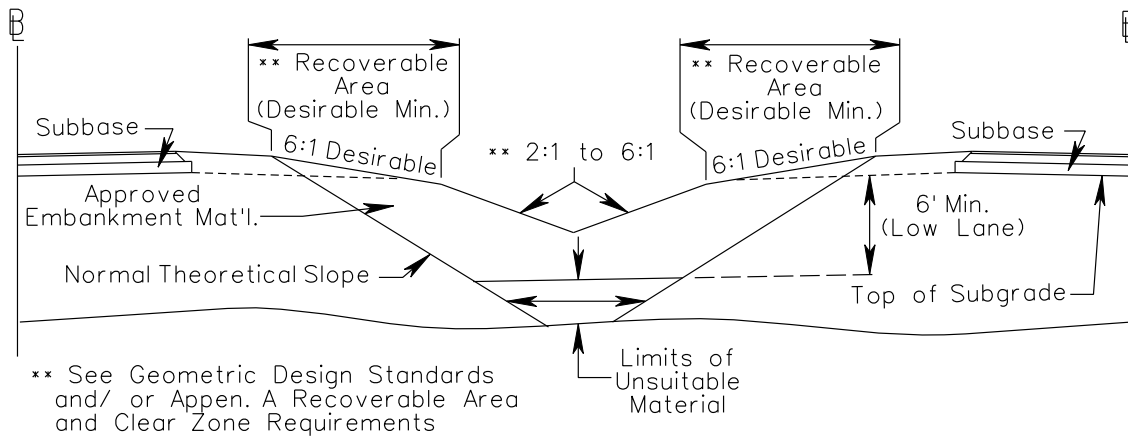 ** Recoverable
Area
(Desirable Min.)
** Recoverable
Area
(Desirable Min.)
Subbase
6:1 Desirable
** 2:1 to 6:1
6:1 Desirable
Subbase
Approved
Embankment Mat'l.
6' Min.
(Low Lane)
Normal Theoretical Slope
Top of Subgrade
Limits of
Unsuitable
Material
** See Geometric Design Standards
and/ or Appen. A Recoverable Area
and Clear Zone Requirements